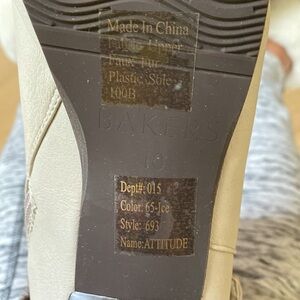 Made In China
Fabric Upper
Faux Fur
Plastic Sole
100B
BAKERS
10
Dept#: 015
Color: 65-Ice
Style: 693
Name:ATTITUDE